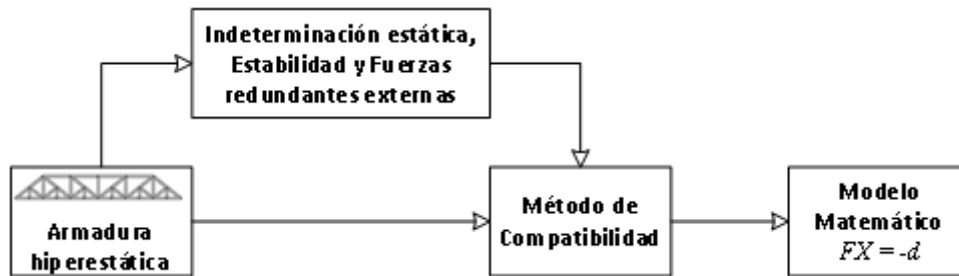 Indeterminación estática,
Estabilidad y Fuerzas
redundantes externas
Armadura
hiperestática
Método de
Compatibilidad
Modelo
Matemático
FX = -d